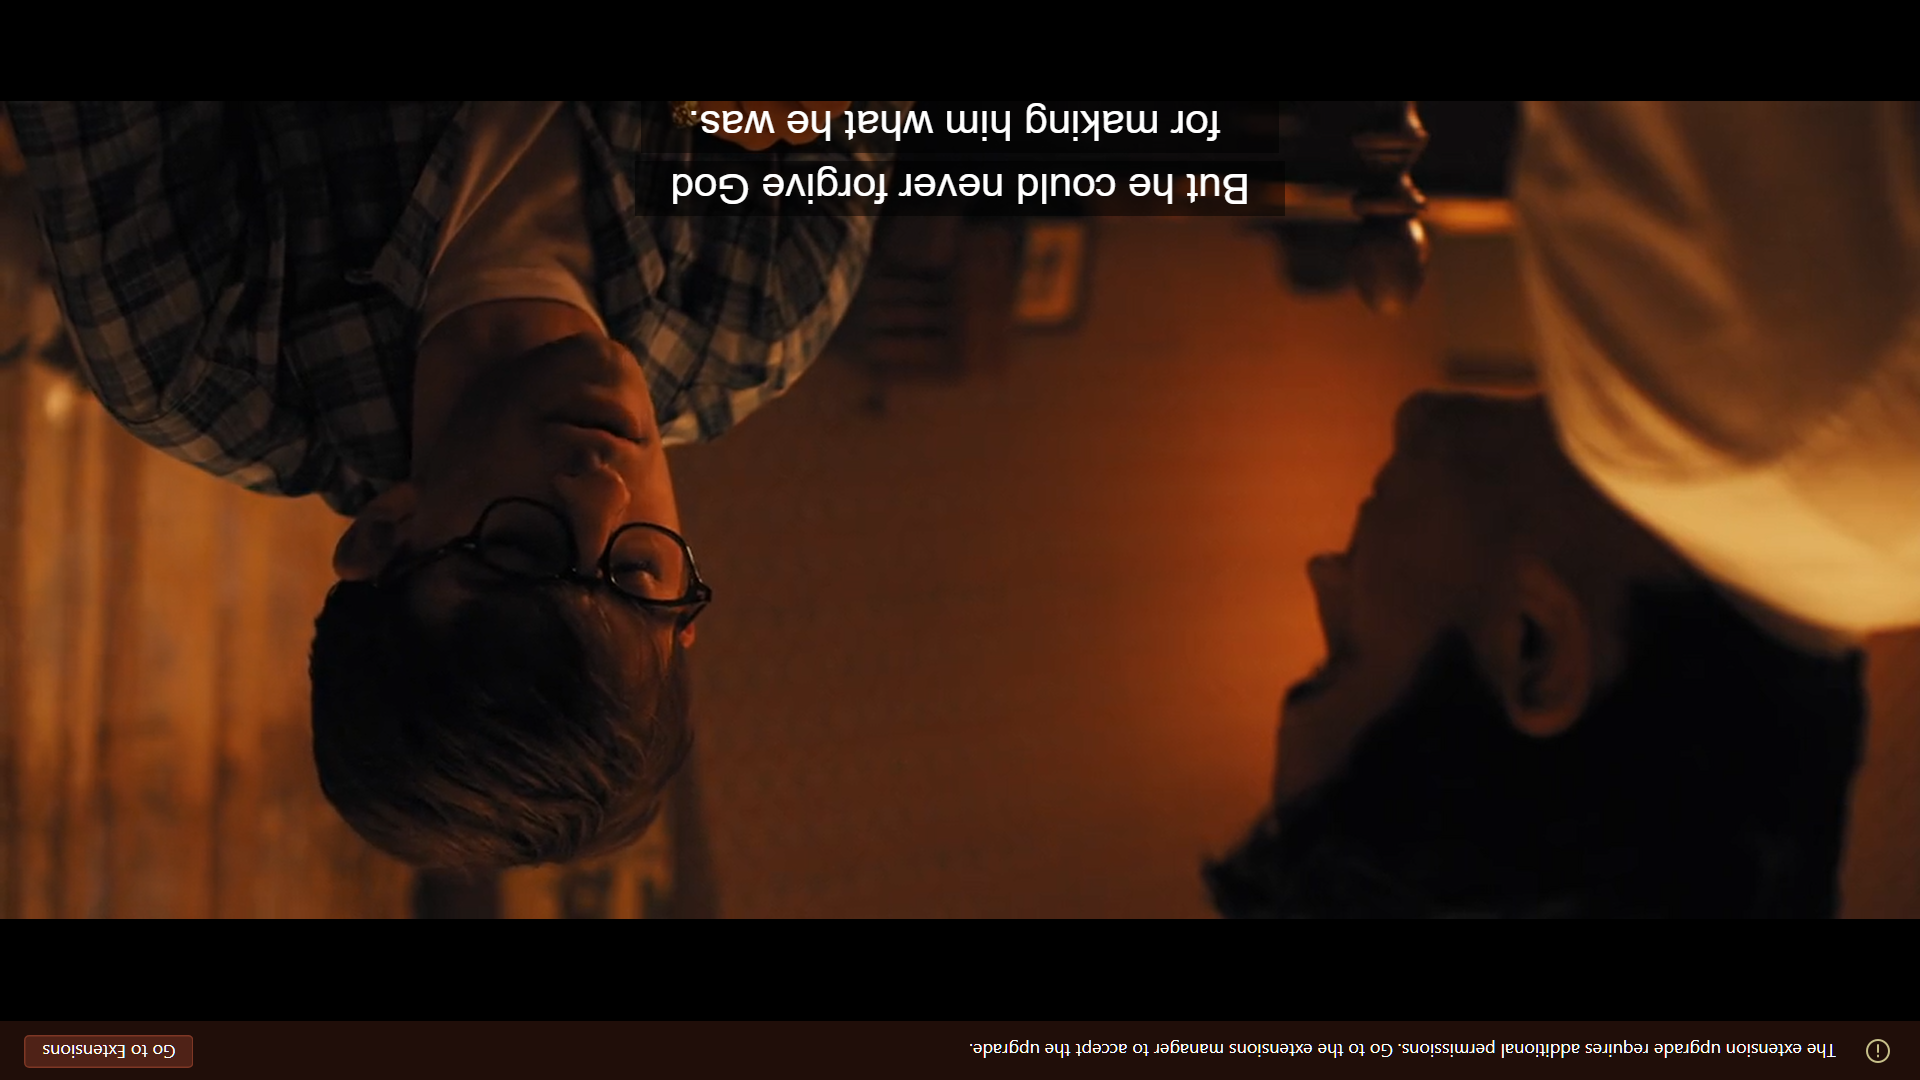 The extension upgrade requires additional permissions. Go to the extensions manager to accept the upgrade.
Go to Extensions
But he could never forgive God
for making him what he was.